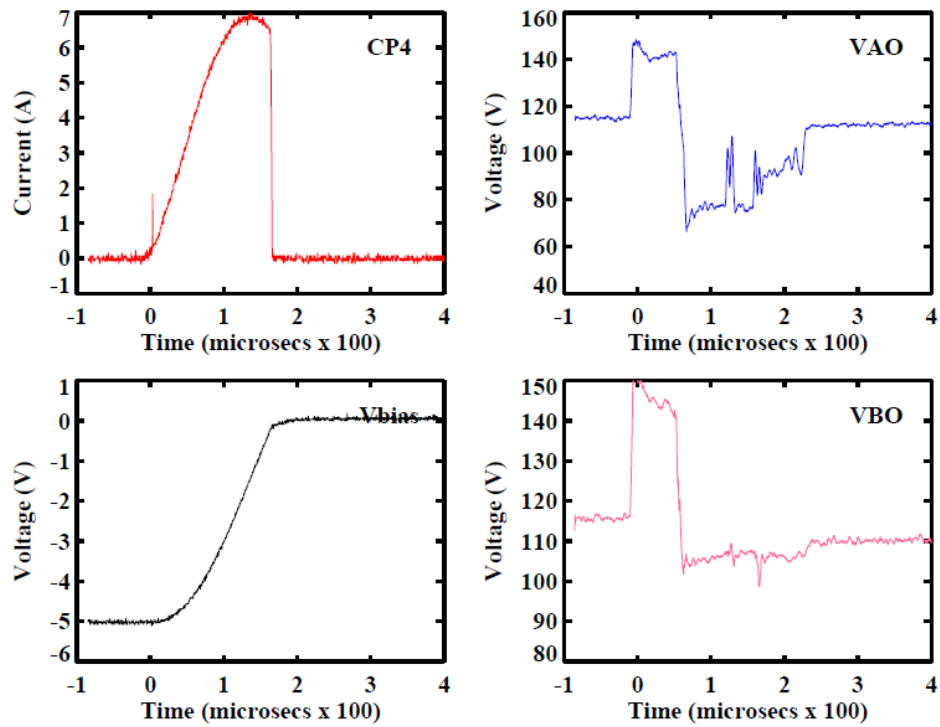 7
6
5
4
3
2
1
0
-1
Current (A)
CP4
-1 0 1 2 3 4
Time (microsecs x 100)
160
140
120
100
80
60
40
Voltage (V)
VAO
-1 0 1 2 3 4
Time (microsecs x 100)
1
0
-1
-2
-3
-4
-5
-6
Voltage (V)
Vbias
-1 0 1 2 3 4
Time (microsecs x 100)
150
140
130
120
110
100
90
80
Voltage (V)
VBO
-1 0 1 2 3 4
Time (microsecs x 100)